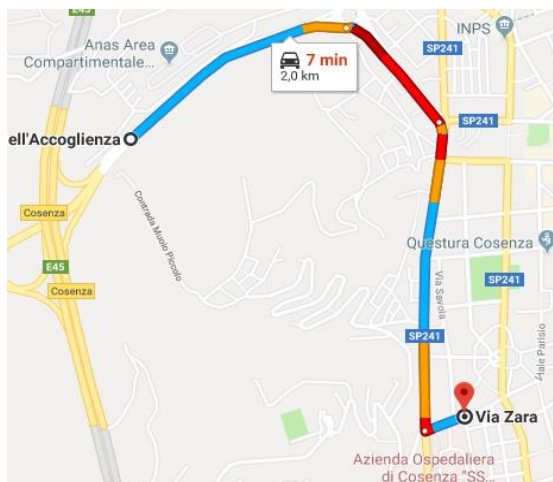 E45
Anas Area
Compartimentale...
INPS
SP241
7 min
2,0 km
ell'Accoglienza
SP241
Contrada Muoio Piccolo
Cosenza
Questura Cosenza
E45
Via Savoia
Cosenza
SP241
SP241
Viale Parisio
Via Zara
Azienda Ospedaliera
di Cosenza "SS...